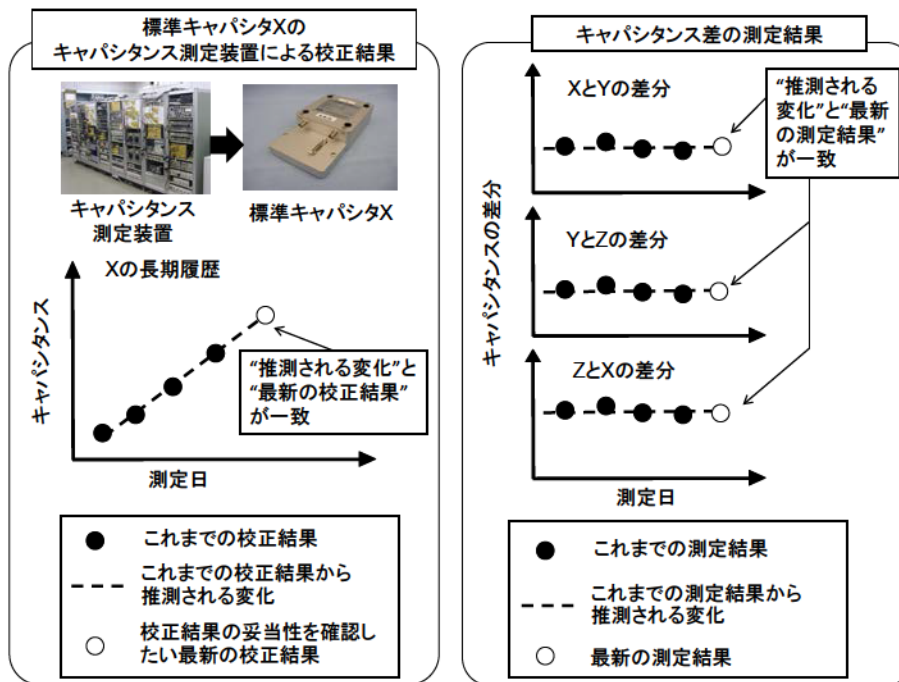 標準キャパシタXの
キャパシタンス測定装置による校正結果
キャパシタンス
測定装置
標準キャパシタX
Xの長期履歴
キャパシタンス
“推測される変化”と
“最新の校正結果”
が一致
測定日
これまでの校正結果
これまでの校正結果から
推測される変化
校正結果の妥当性を確認し
たい最新の校正結果
キャパシタンス差の測定結果
XとYの差分
“推測される
変化”と“最新
の測定結果”
が一致
キャパシタンスの差分
YとZの差分
ZとXの差分
測定日
これまでの測定結果
これまでの測定結果から
推測される変化
最新の測定結果